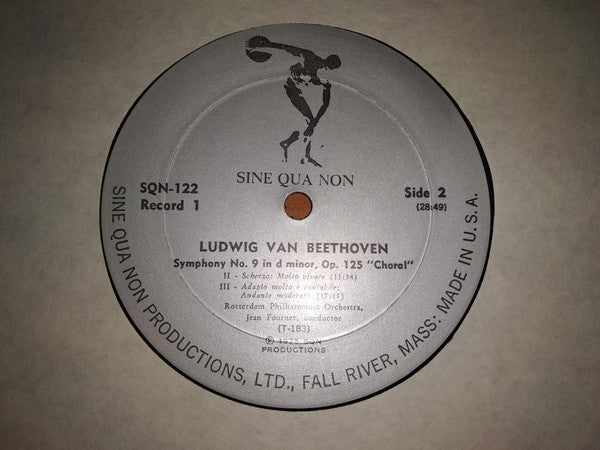 SINE QUA NON
SQN-122
Record 1
Side 2
(28:49)
LUDWIG VAN BEETHOVEN
Symphony No. 9 in d minor, Op. 125 "Choral"
II - Scherzo: Molto vivace (11:34)
III - Adagio molto e cantabile;
Andante moderato (17:15)
Rotterdam Philharmonic Orchestra,
Jean Fournet, conductor
(T-183)
SQN
PRODUCTIONS
SINE QUA NON PRODUCTIONS, LTD., FALL RIVER, MASS: MADE IN U.S.A.